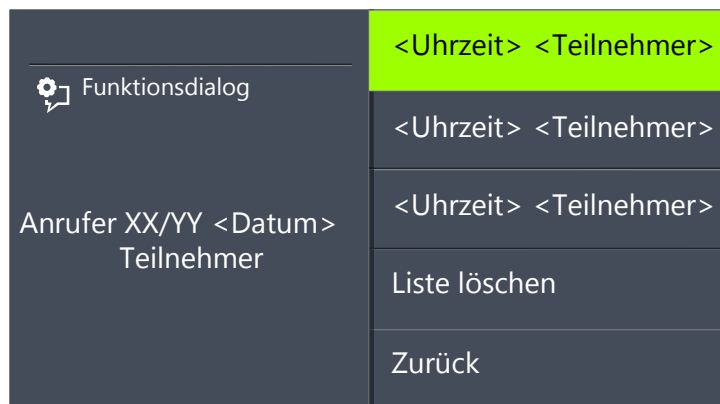 Funktionsdialog
Anrufer XX/YY <Datum>
Teilnehmer
<Uhrzeit> <Teilnehmer>
<Uhrzeit> <Teilnehmer>
<Uhrzeit> <Teilnehmer>
Liste löschen
Zurück